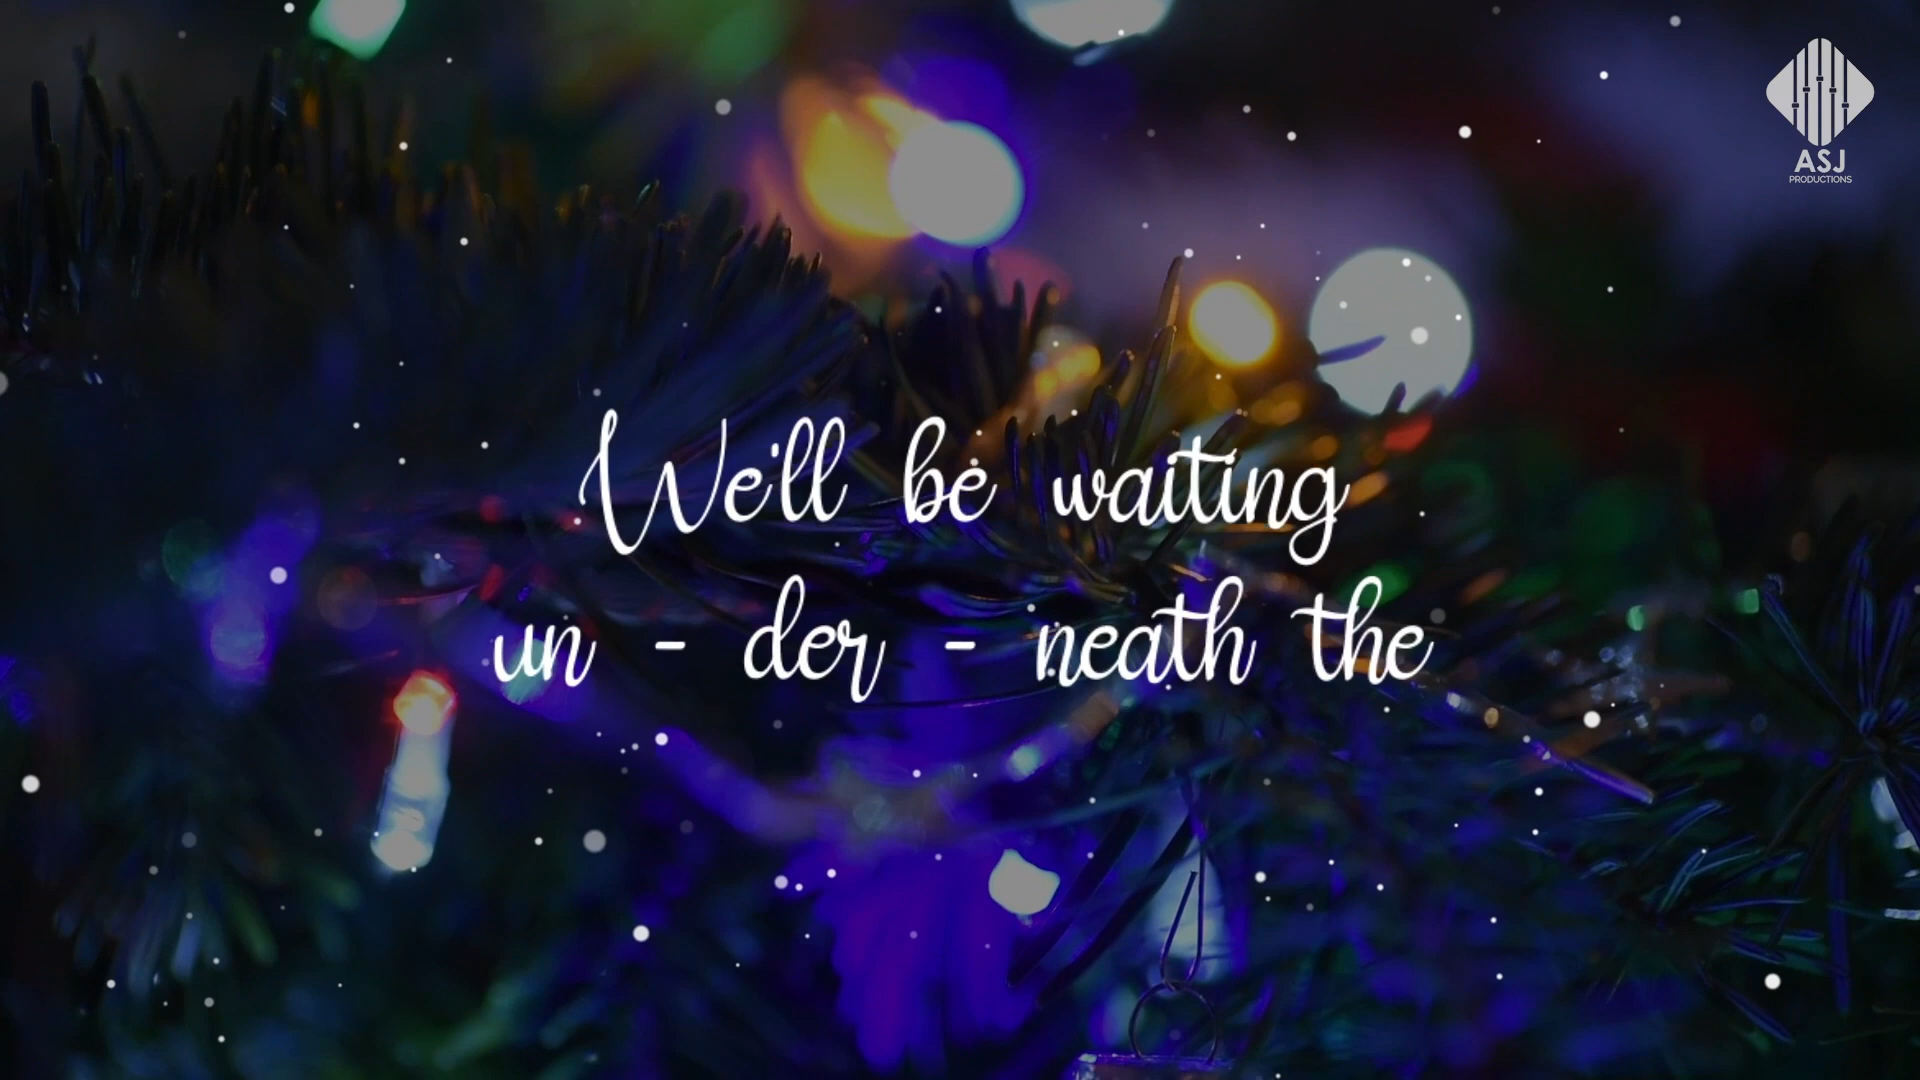 ASJ
PRODUCTIONS
We'll be waiting
un - der - neath the